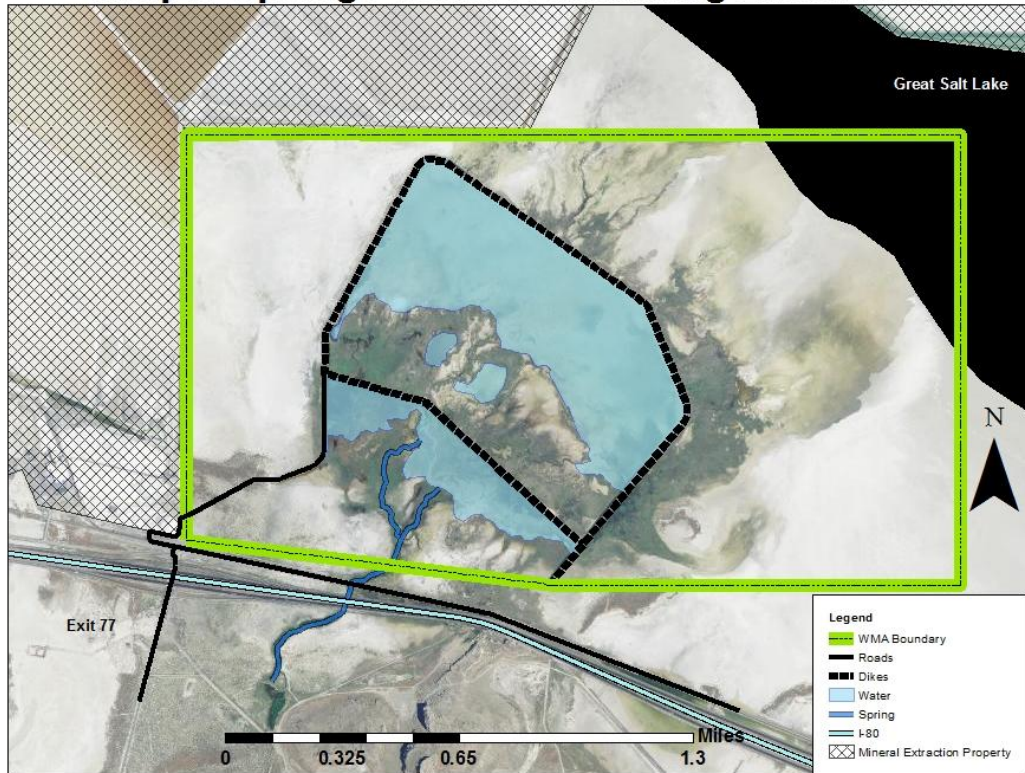 Great Salt Lake
N
Exit 77
Legend
WMA Boundary
Roads
Dikes
Water
Spring
I-80
Mineral Extraction Property
Miles
0 0.325 0.65 1.3